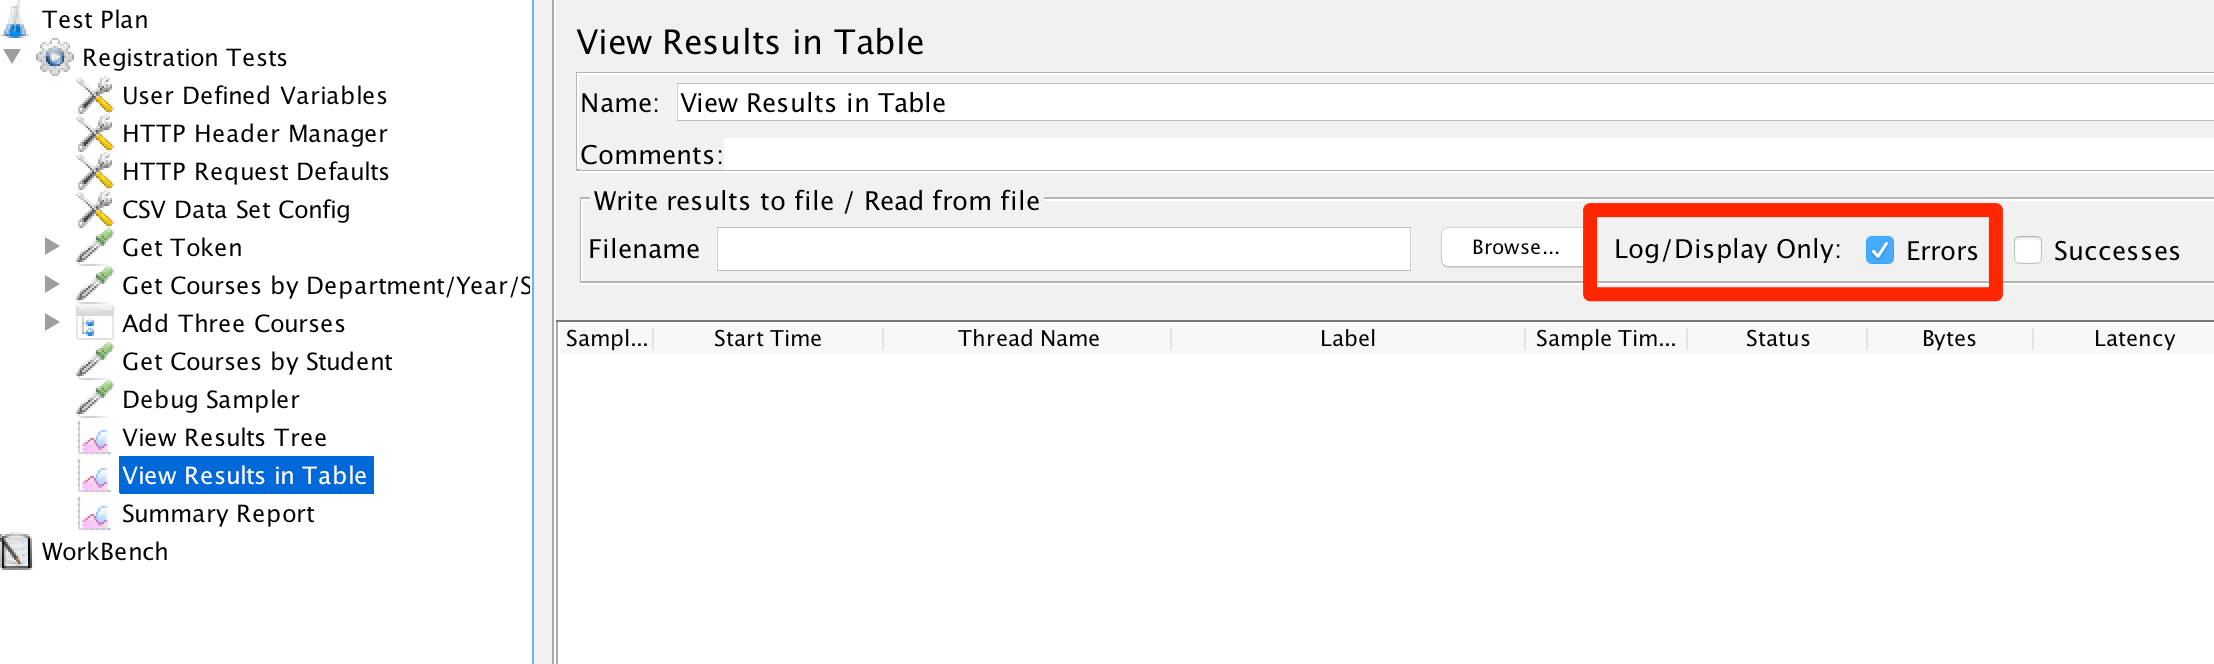 Test Plan
Registration Tests
User Defined Variables
HTTP Header Manager
HTTP Request Defaults
CSV Data Set Config
Get Token
Get Courses by Department/Year/S
Add Three Courses
Get Courses by Student
Debug Sampler
View Results Tree
View Results in Table
Summary Report
WorkBench
View Results in Table
Name: View Results in Table
Comments:
Write results to file / Read from file
Filename Browse... Log/Display Only: Errors Successes
Sampl... Start Time Thread Name Label Sample Tim... Status Bytes Latency